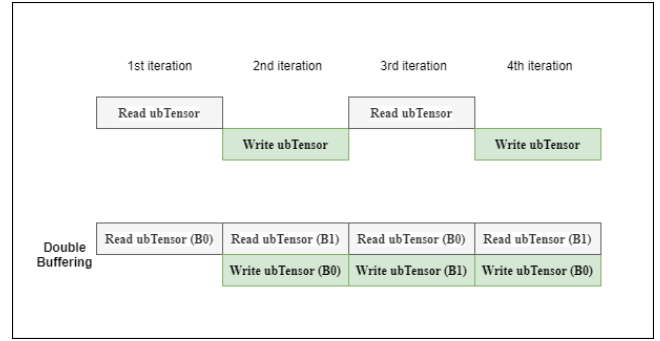 1st iteration 2nd iteration 3rd iteration 4th iteration
Read ubTensor Read ubTensor
Write ubTensor Write ubTensor
Double Buffering
Read ubTensor (B0) Read ubTensor (B1) Read ubTensor (B0) Read ubTensor (B1)
Write ubTensor (B0) Write ubTensor (B1) Write ubTensor (B0)